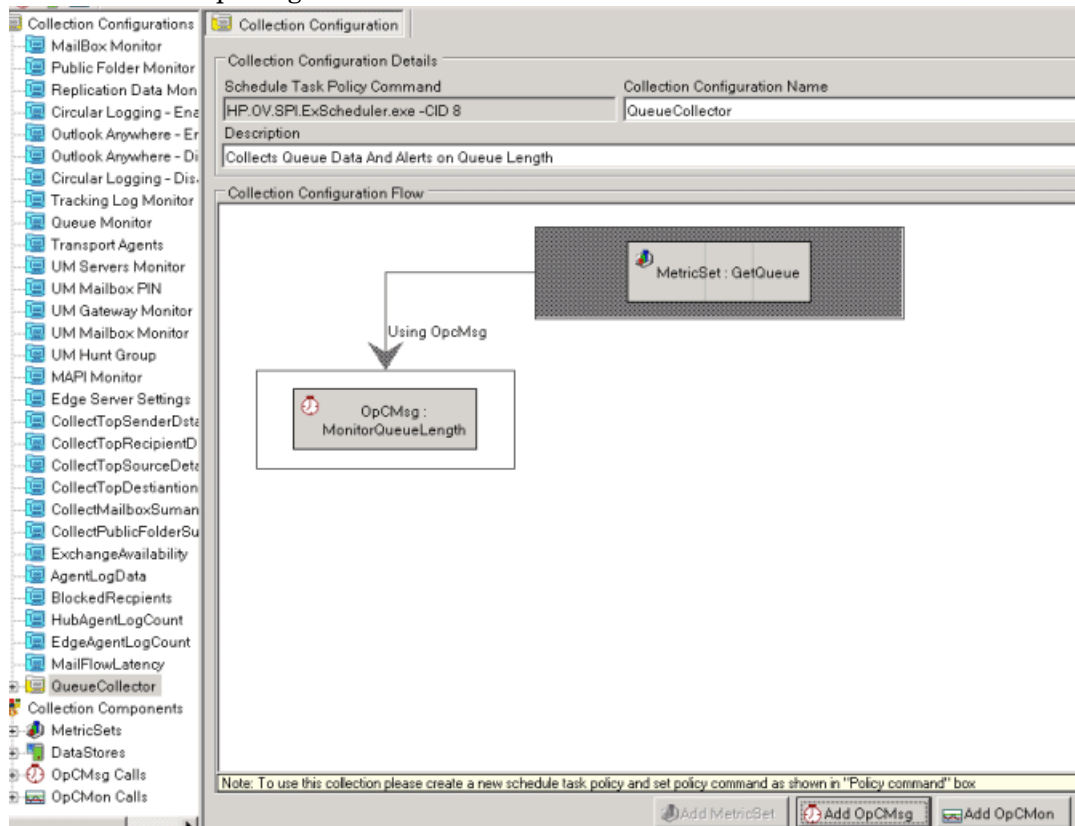 Collection Configurations
MailBox Monitor
Public Folder Monitor
Replication Data Mon
Circular Logging - Ena
Outlook Anywhere - Er
Outlook Anywhere - Di
Circular Logging - Dis.
Tracking Log Monitor
Queue Monitor
Transport Agents
UM Servers Monitor
UM Mailbox PIN
UM Gateway Monitor
UM Mailbox Monitor
UM Hunt Group
MAPI Monitor
Edge Server Settings
CollectTopSenderDsta
CollectTopRecipientD
CollectTopSourceDeta
CollectTopDestiantion
CollectMailboxSuman
CollectPublicFolderSu
ExchangeAvailability
AgentLogData
BlockedRecpients
HubAgentLogCount
EdgeAgentLogCount
MailFlowLatency
QueueCollector
Collection Components
MetricSets
DataStores
OpCMsg Calls
OpCMon Calls
Collection Configuration
Collection Configuration Details
Schedule Task Policy Command
Collection Configuration Name
HP.OV.SPI.ExScheduler.exe -CID 8
QueueCollector
Description
Collects Queue Data And Alerts on Queue Length
Collection Configuration Flow
MetricSet : GetQueue
Using OpcMsg
OpCMsg :
MonitorQueueLength
Note: To use this collection please create a new schedule task policy and set policy command as shown in "Policy command" box
Add MetricSet
Add OpCMsg
Add OpCMon